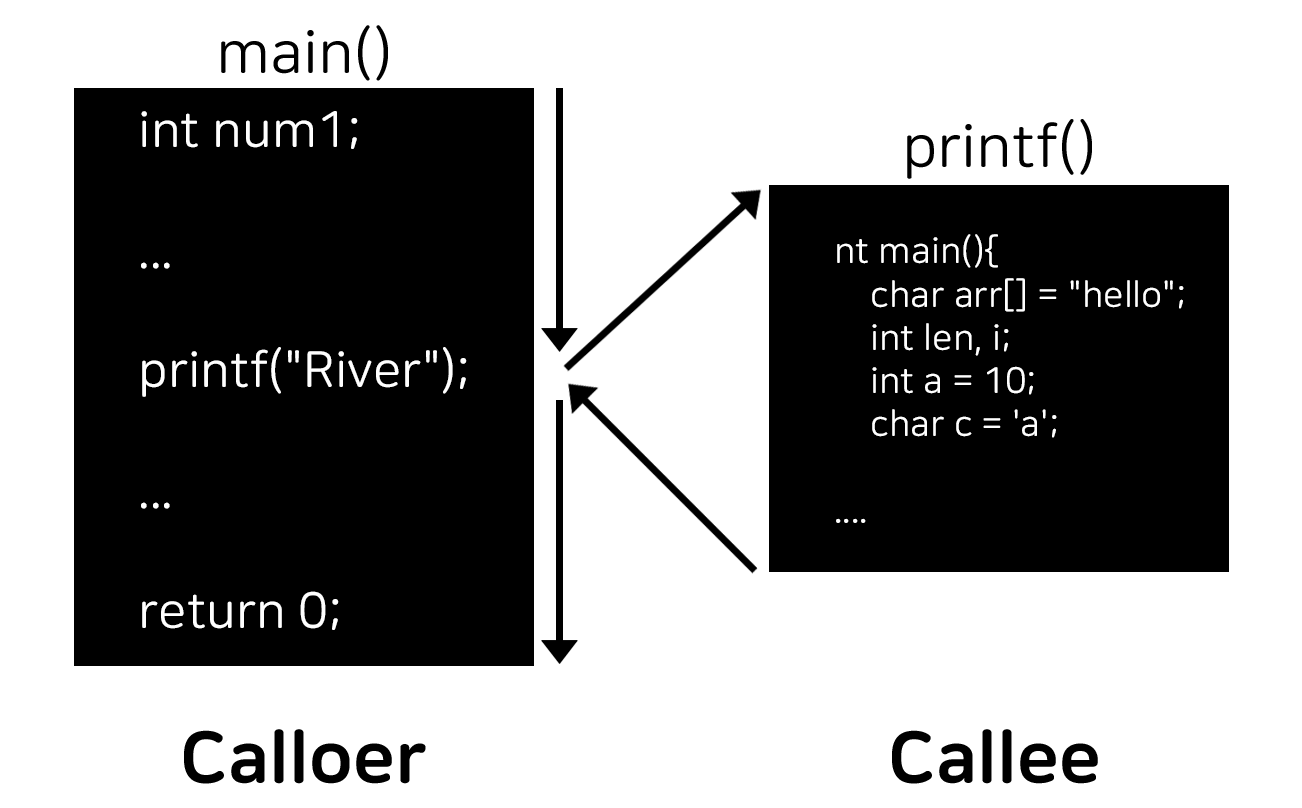 main()
int num1;
...
printf("River");
...
return 0;
Calloer
printf()
nt main(){
char arr[] = "hello";
int len, i;
int a = 10;
char c = 'a';
....
Callee